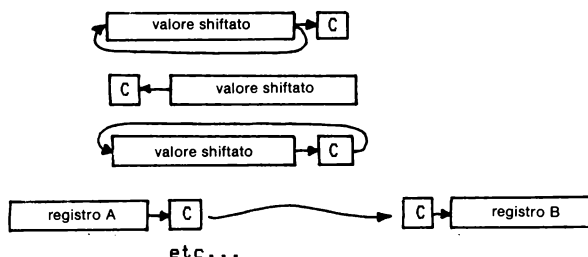 valore shiftato C
C valore shiftato
valore shiftato C
registro A C C registro B
etc...